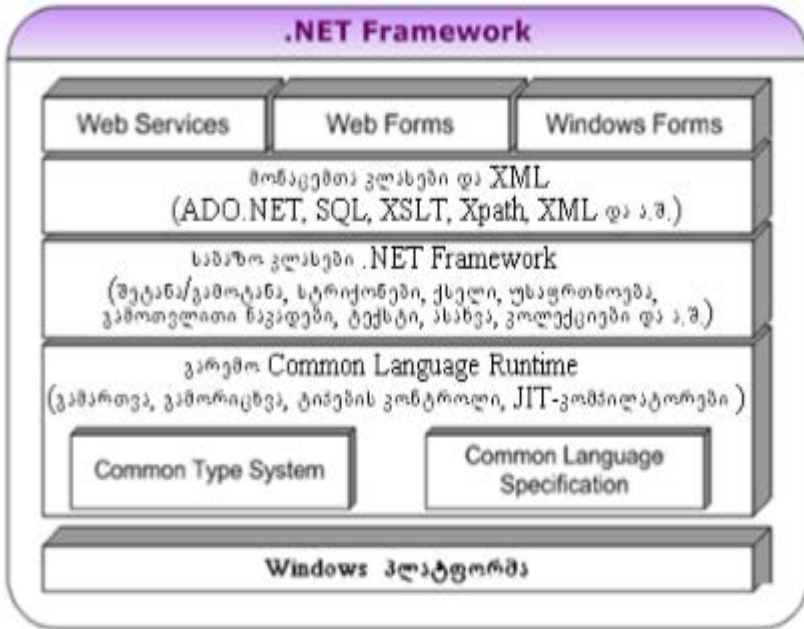 .NET Framework
Web Services
Web Forms
Windows Forms
მონაცემთა კლასები და XML
(ADO.NET, SQL, XSLT, Xpath, XML და ა.შ.)
საბაზო კლასები .NET Framework
(შეტანა/გამოტანა, სტრიქონები, ქსელი, უსაფრთხოება,
გამოთვლითი ნაკადები, ტექსტი, ასახვა, კოლექციები და ა.შ.)
გარემო Common Language Runtime
(გამართვა, გამორიცხვა, ტიპების კონტროლი, JIT-კომპილატორები )
Common Type System
Common Language
Specification
Windows პლატფორმა